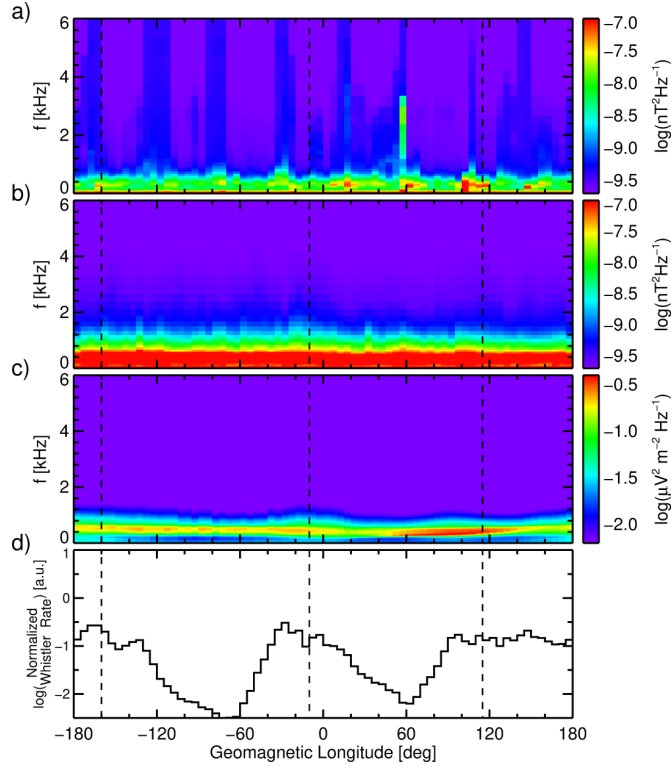 a)
6
4
2
0
f [kHz]
−7.0
−7.5
−8.0
−8.5
−9.0
−9.5
log(nT²Hz⁻¹)
b)
6
4
2
0
f [kHz]
−7.0
−7.5
−8.0
−8.5
−9.0
−9.5
log(nT²Hz⁻¹)
c)
6
4
2
0
f [kHz]
−0.5
−1.0
−1.5
−2.0
log(μV² m⁻² Hz⁻¹)
d)
1
0
−1
−2
log(Normalized Whistler Rate) [a.u.]
−180 −120 −60 0 60 120 180
Geomagnetic Longitude [deg]